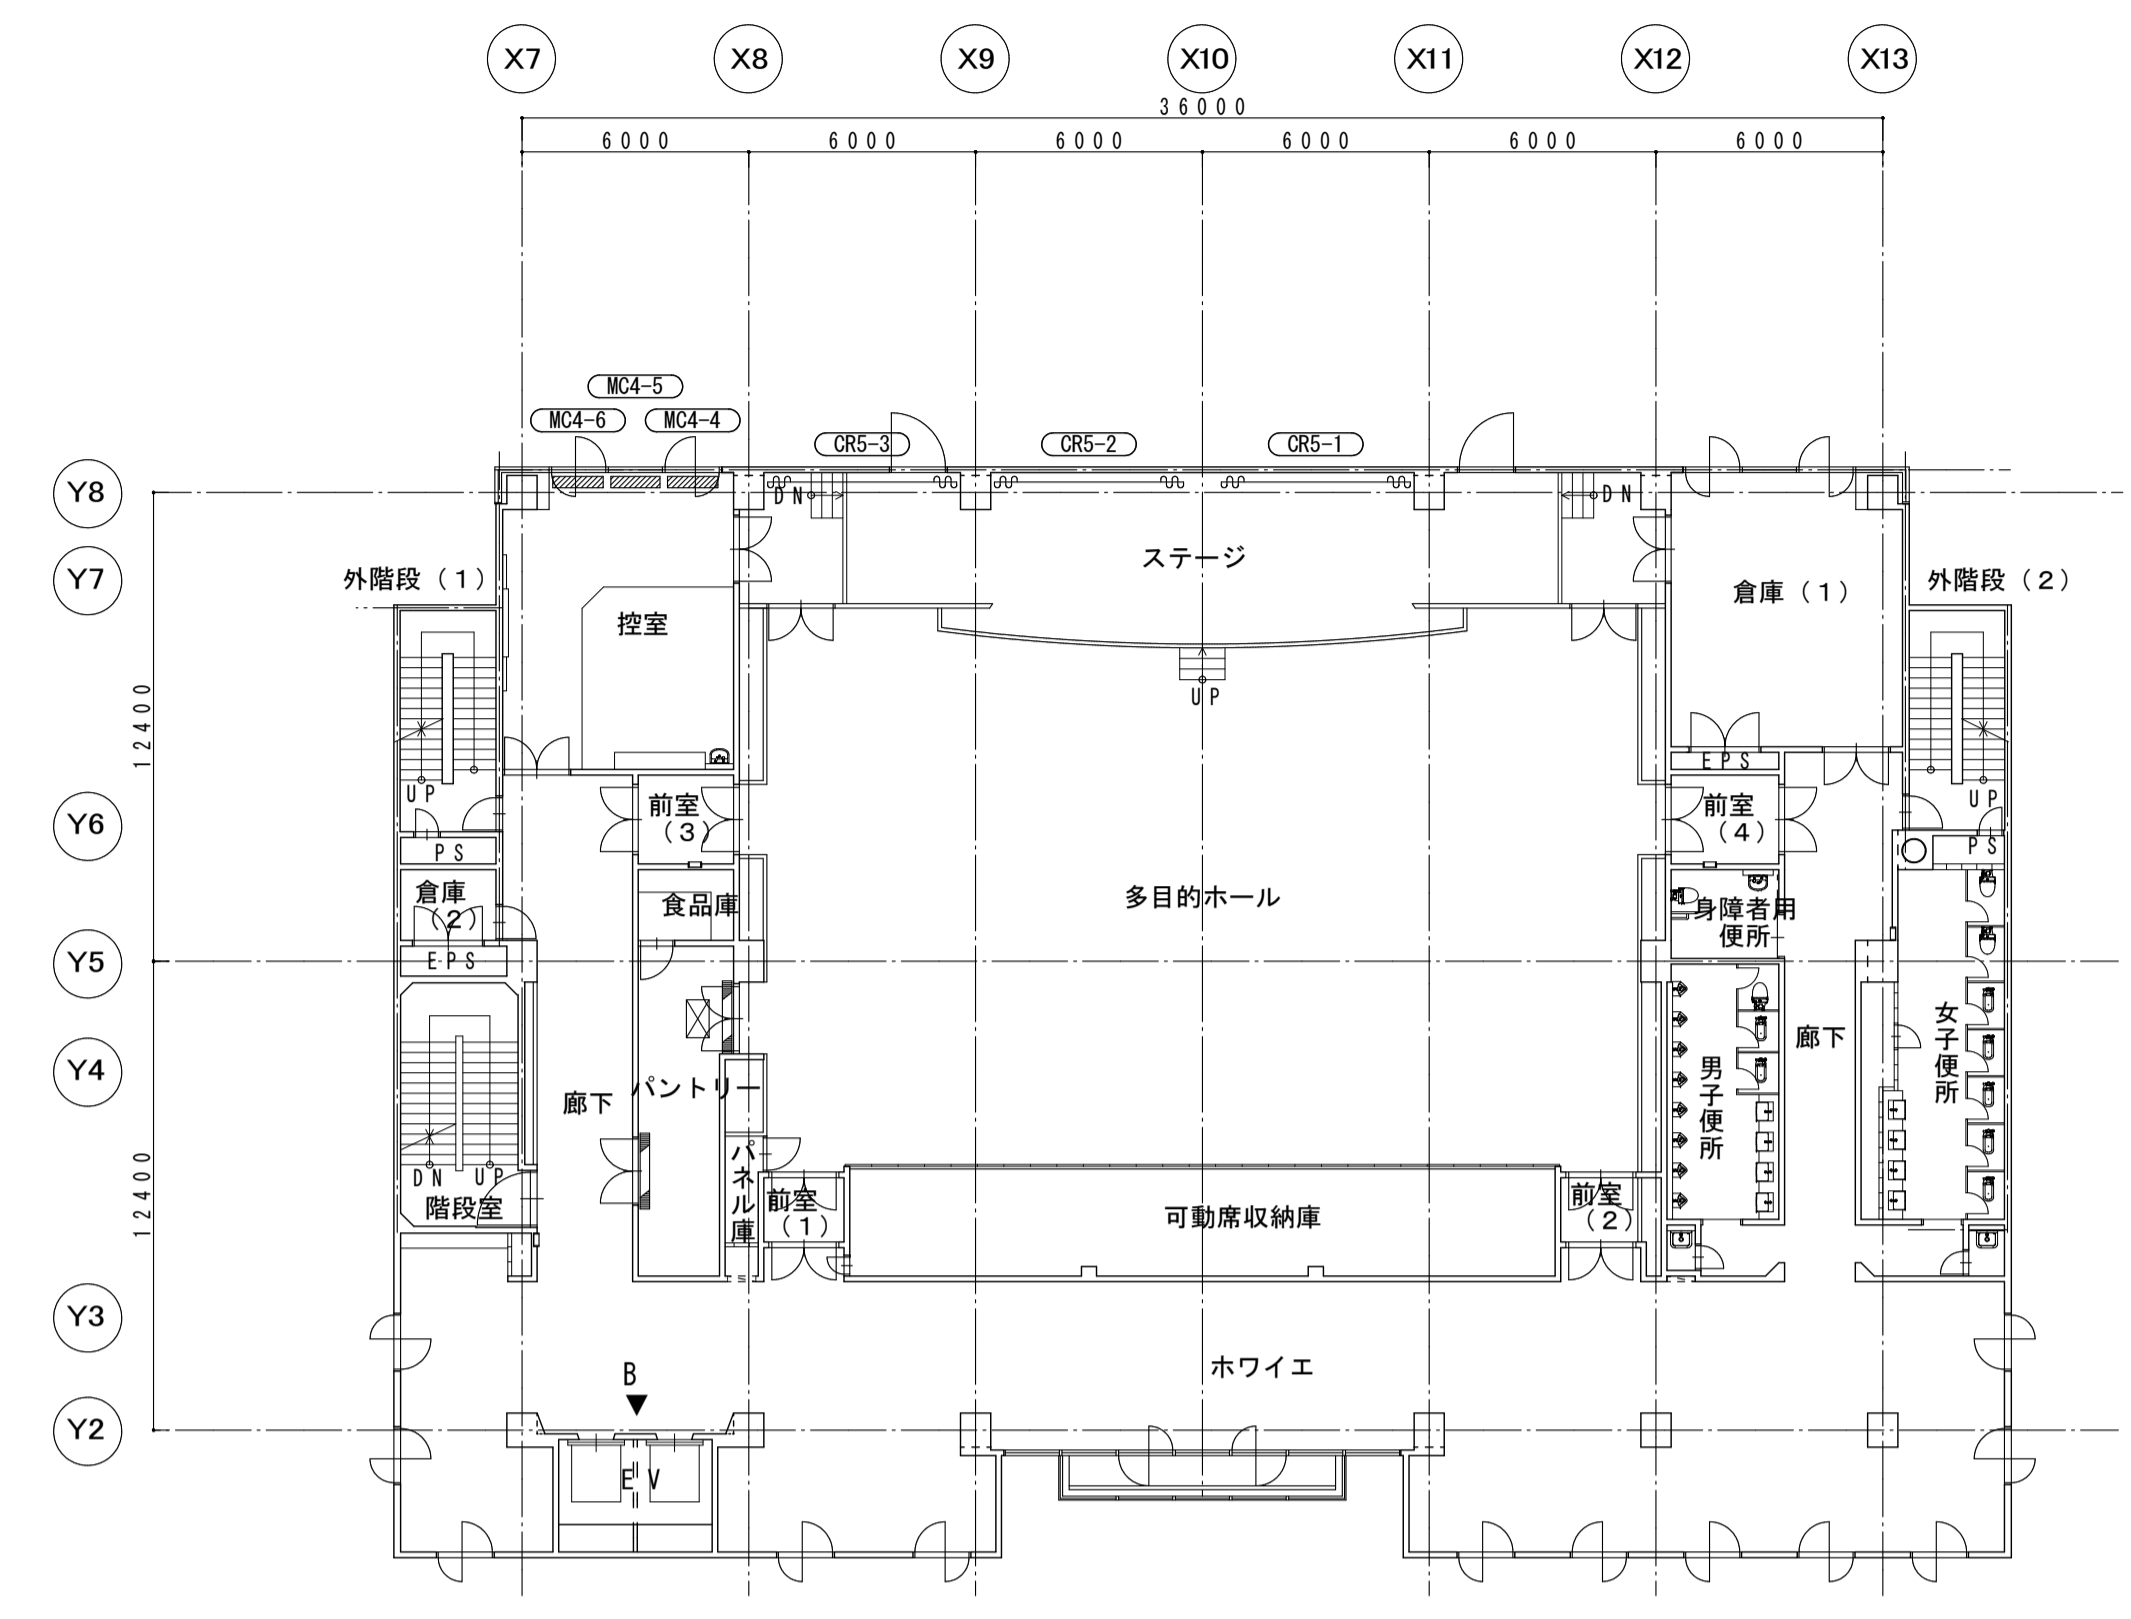 X7 X8 X9 X10 X11 X12 X13
36000
6000 6000 6000 6000 6000 6000
MC4-5
MC4-6 MC4-4
CR5-3 CR5-2 CR5-1
Y8
DN DN
ステージ
Y7
外階段（1）
倉庫（1）
外階段（2）
控室
UP
12400
EPS
UP
UP
Y6
前室
（3）
前室
（4）
PS
PS
倉庫
（2）
食品庫
多目的ホール
身障者用
便所
Y5
EPS
女子便所
廊下
Y4
パントリー
男子便所
廊下
12400
パネル庫
DN UP
階段室
前室
（1）
可動席収納庫
前室
（2）
Y3
ホワイエ
B
Y2
EV